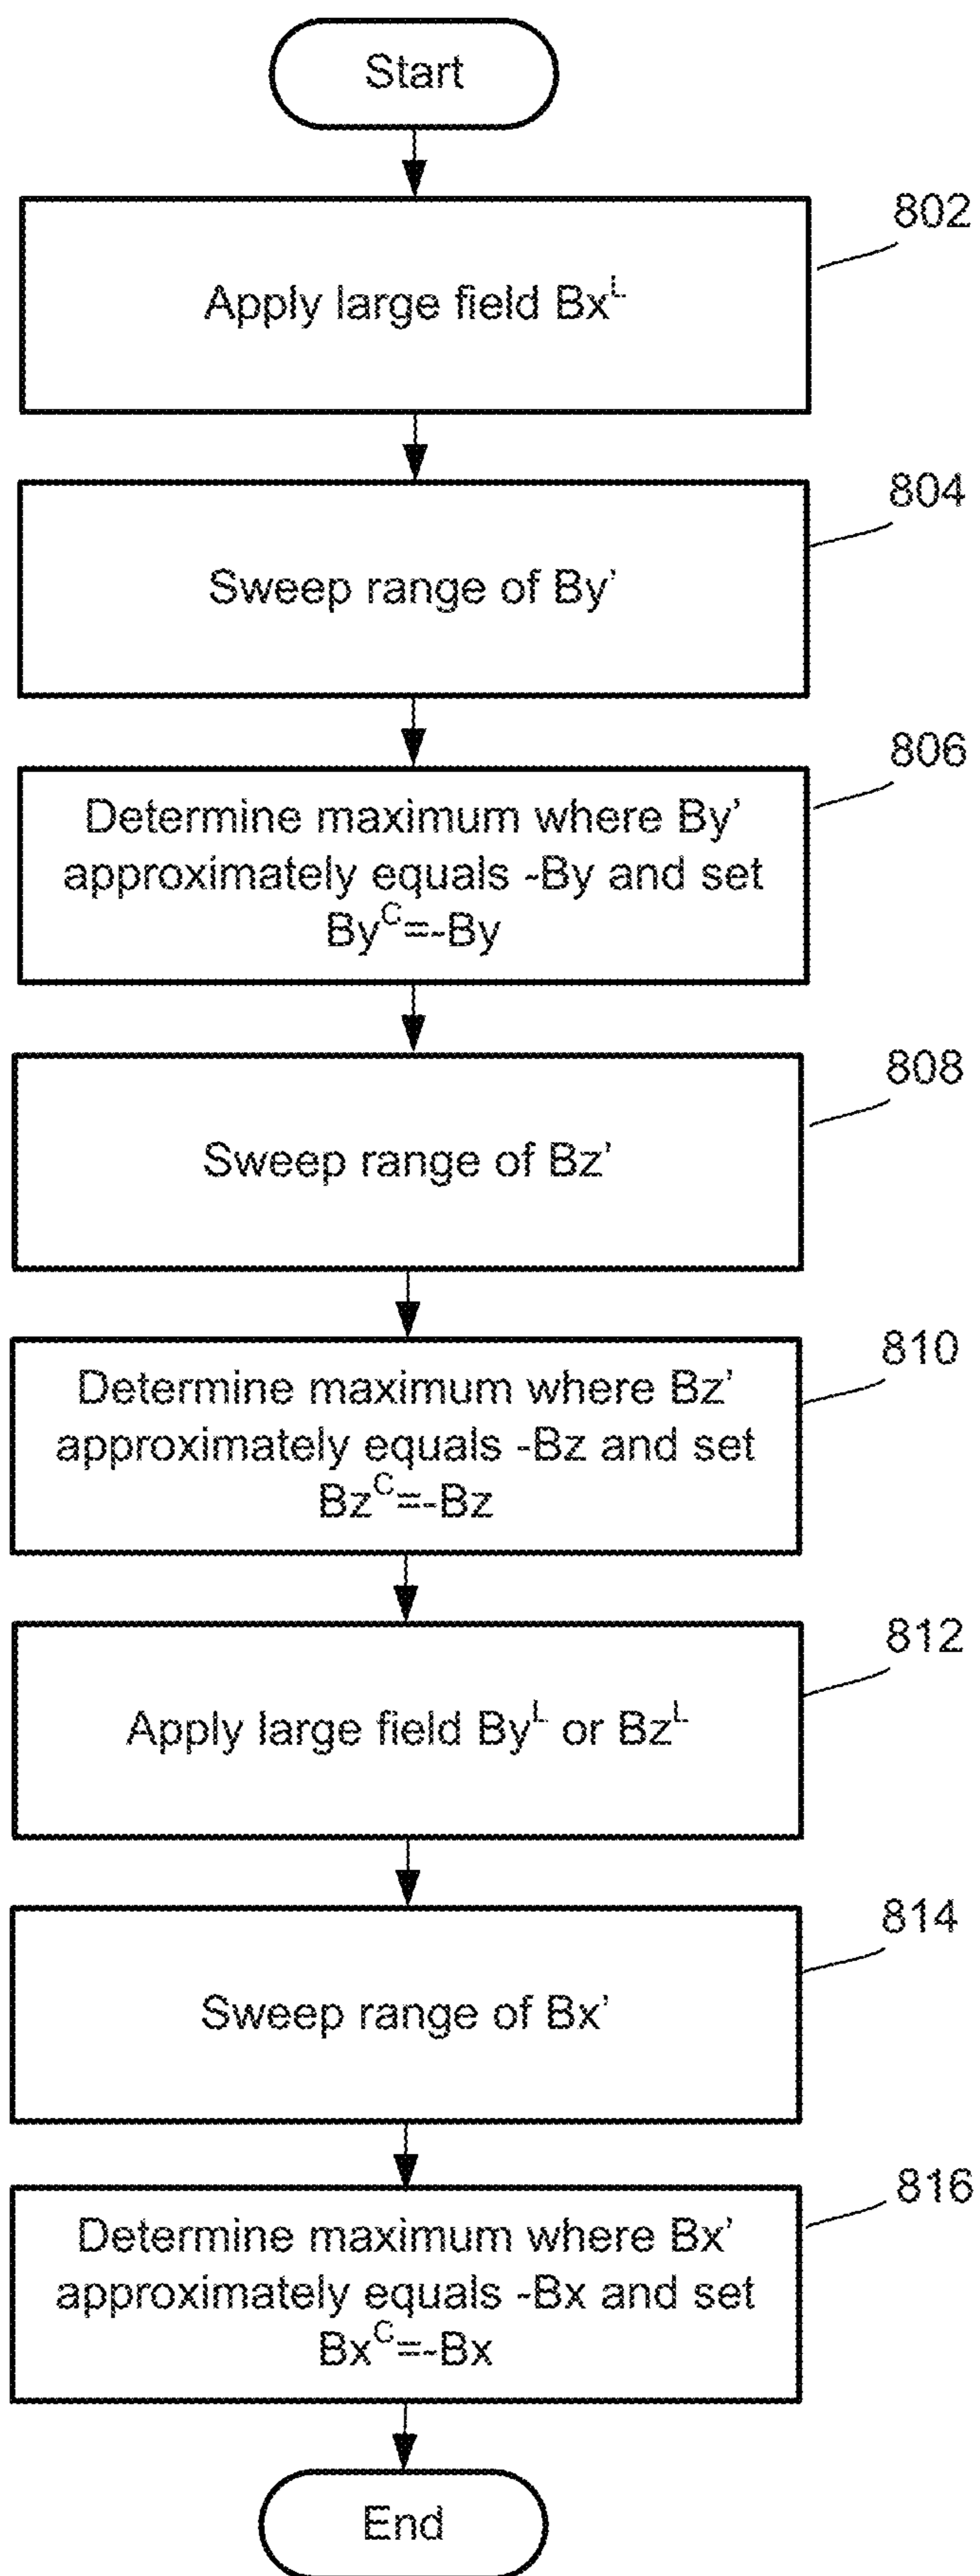 Start
802
Apply large field Bx^L
804
Sweep range of By’
806
Determine maximum where By’
approximately equals -By and set
By^C=-By
808
Sweep range of Bz’
810
Determine maximum where Bz’
approximately equals -Bz and set
Bz^C=-Bz
812
Apply large field By^L or Bz^L
814
Sweep range of Bx’
816
Determine maximum where Bx’
approximately equals -Bx and set
Bx^C=-Bx
End